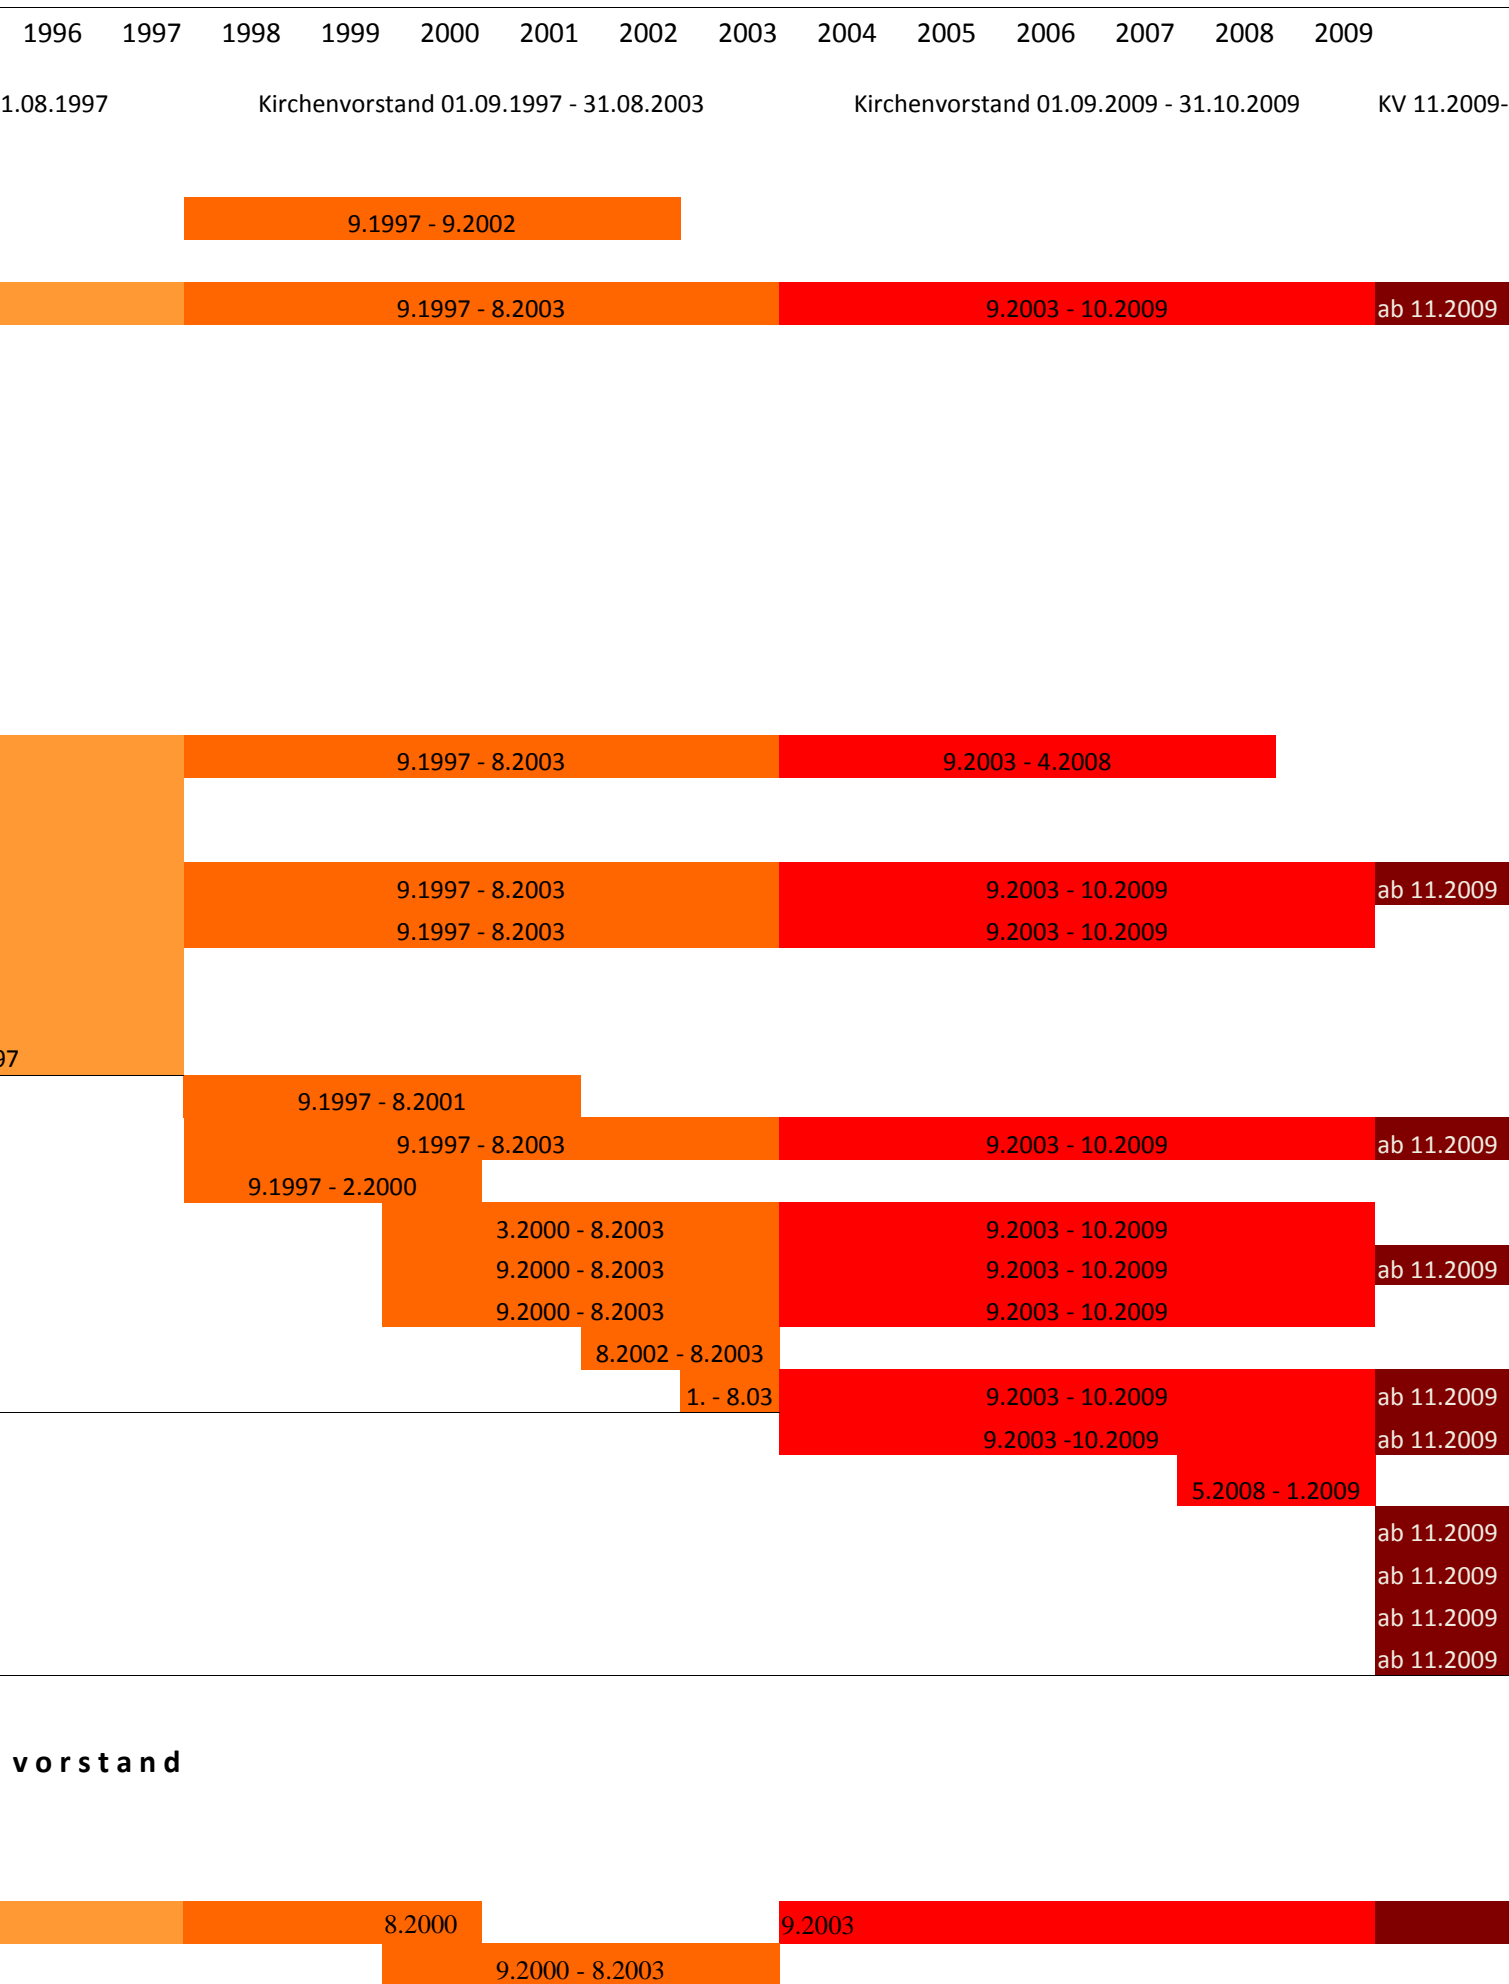 1996 1997 1998 1999 2000 2001 2002 2003 2004 2005 2006 2007 2008 2009
1.08.1997 Kirchenvorstand 01.09.1997 - 31.08.2003 Kirchenvorstand 01.09.2009 - 31.10.2009 KV 11.2009-
9.1997 - 9.2002
9.1997 - 8.2003 9.2003 - 10.2009 ab 11.2009
9.1997 - 8.2003 9.2003 - 4.2008
9.1997 - 8.2003 9.2003 - 10.2009 ab 11.2009
9.1997 - 8.2003 9.2003 - 10.2009
97
9.1997 - 8.2001
9.1997 - 8.2003 9.2003 - 10.2009 ab 11.2009
9.1997 - 2.2000
3.2000 - 8.2003 9.2003 - 10.2009
9.2000 - 8.2003 9.2003 - 10.2009 ab 11.2009
9.2000 - 8.2003 9.2003 - 10.2009
8.2002 - 8.2003
1. - 8.03 9.2003 - 10.2009 ab 11.2009
9.2003 -10.2009 ab 11.2009
5.2008 - 1.2009
ab 11.2009
ab 11.2009
ab 11.2009
ab 11.2009
v o r s t a n d
8.2000 9.2003
9.2000 - 8.2003